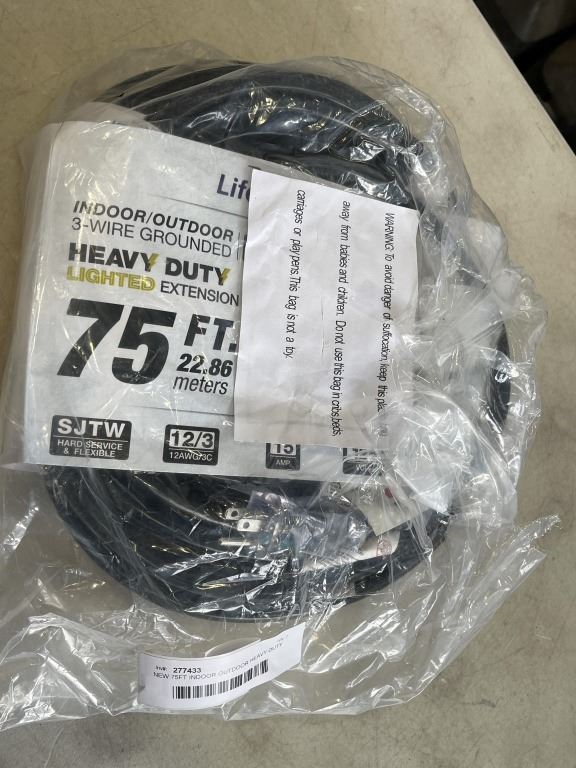 Life
INDOOR/OUTDOOR
3-WIRE GROUNDED
HEAVY DUTY
LIGHTED EXTENSION
75 FT.
22.86
meters
SJTW
HARD SERVICE
& FLEXIBLE
12/3
12AWG/3C
15
AMP
WARNING: To avoid danger of suffocation, keep this
away from babies and children. Do not use this bag in cribs, beds,
carriages or play pens. This bag is not a toy.
Inv#: 277433
NEW 75FT INDOOR OUTDOOR HEAVY DUTY